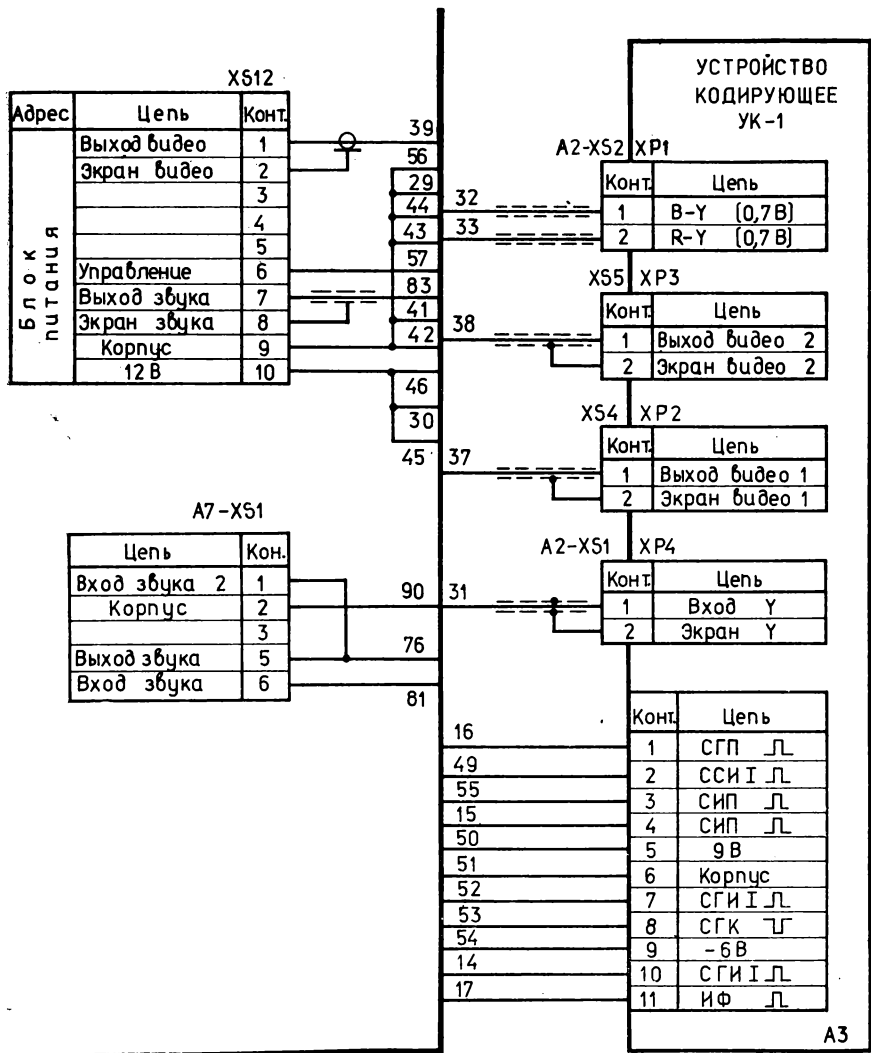 XS12
Адрес Цепь Конт.
Блок питания
Выход видео 1
Экран видео 2
3
4
5
Управление 6
Выход звука 7
Экран звука 8
Корпус 9
12 В 10
39
56
29
44
43
57
83
41
42
46
30
45
A7-XS1
Цепь Кон.
Вход звука 2 1
Корпус 2
3
Выход звука 5
Вход звука 6
90
76
81
УСТРОЙСТВО
КОДИРУЮЩЕЕ
УК-1
A2-XS2 XP1
Конт. Цепь
32 1 B-Y (0,7 В)
33 2 R-Y (0,7 В)
XS5 XP3
Конт. Цепь
38 1 Выход видео 2
2 Экран видео 2
XS4 XP2
Конт. Цепь
37 1 Выход видео 1
2 Экран видео 1
A2-XS1 XP4
Конт. Цепь
31 1 Вход Y
2 Экран Y
Конт. Цепь
16 1 СГП
49 2 ССИ I
55 3 СИП
15 4 СИП
50 5 9 В
51 6 Корпус
52 7 СГИ I
53 8 СГК
54 9 -6 В
14 10 СГИ I
17 11 ИФ
А3